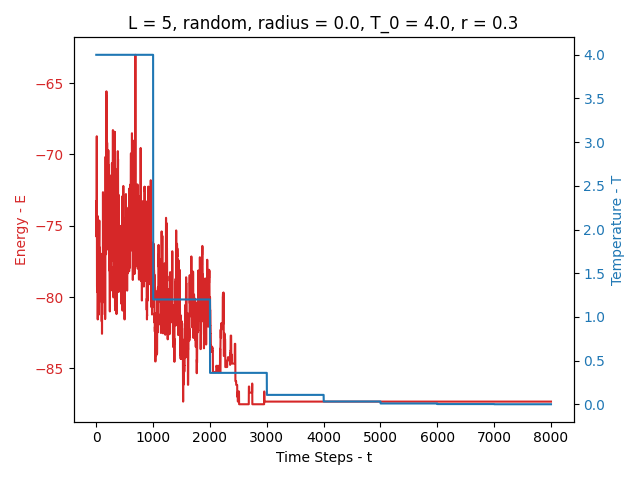 L = 5, random, radius = 0.0, T_0 = 4.0, r = 0.3
Energy - E
−65
−70
−75
−80
−85
4.0
3.5
3.0
2.5
2.0
1.5
1.0
0.5
0.0
Temperature - T
0 1000 2000 3000 4000 5000 6000 7000 8000
Time Steps - t